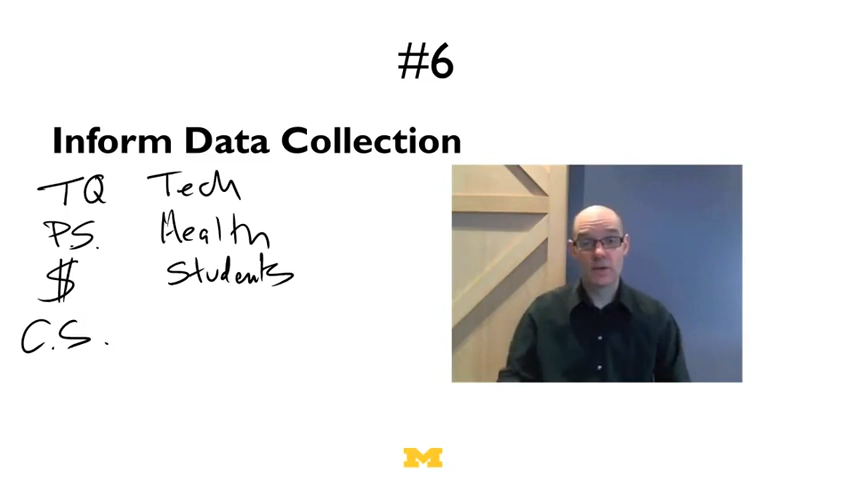 #6
Inform Data Collection
TQ Tech
P.S. Health
$ Students
C.S.
M